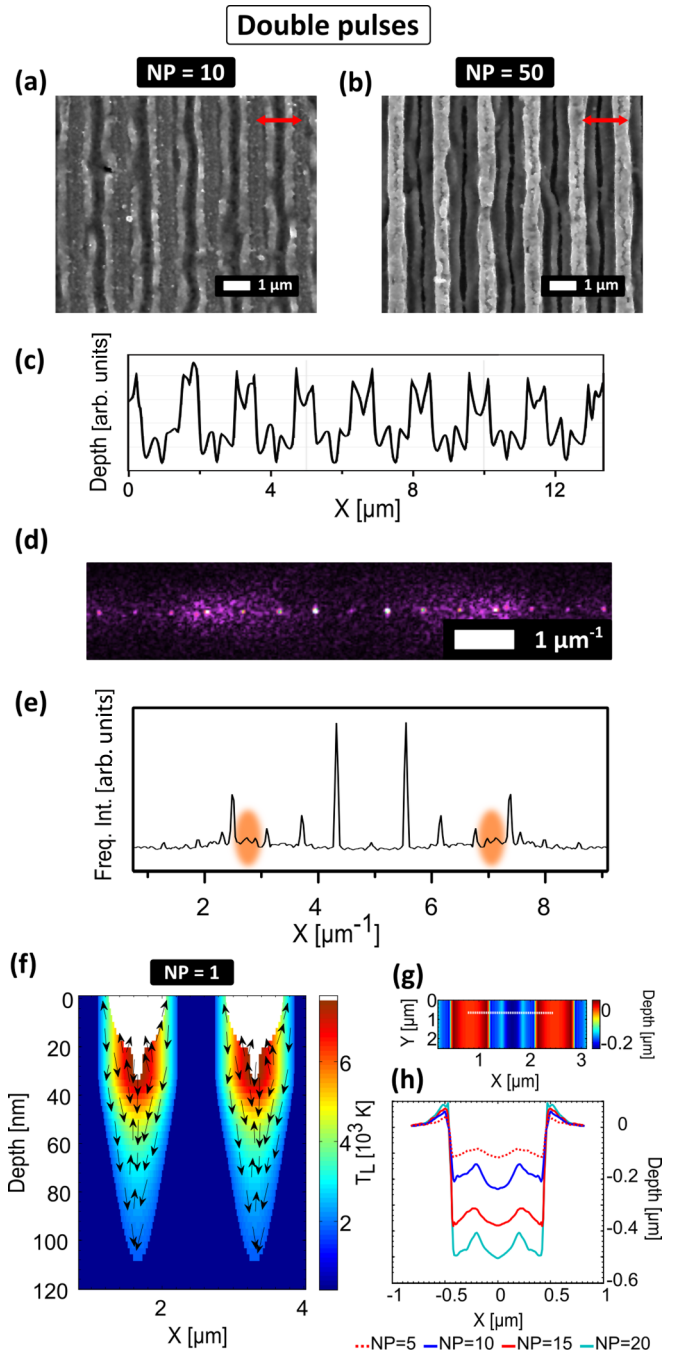 Double pulses
(a)
NP = 10
(b)
NP = 50
1 µm
1 µm
(c)
Depth [arb. units]
0
4
8
12
X [µm]
(d)
1 µm-1
(e)
Freq. Int. [arb. units]
2
4
6
8
X [µm-1]
(f)
NP = 1
0
20
40
60
80
100
120
Depth [nm]
2
4
X [µm]
6
4
2
TL [10³ K]
(g)
0
1
2
Y [µm]
1
2
3
X [µm]
0
-0.2
Depth [µm]
(h)
0
-0.2
-0.4
-0.6
Depth [µm]
-1
-0.5
0
0.5
1
X [µm]
NP=5 NP=10 NP=15 NP=20